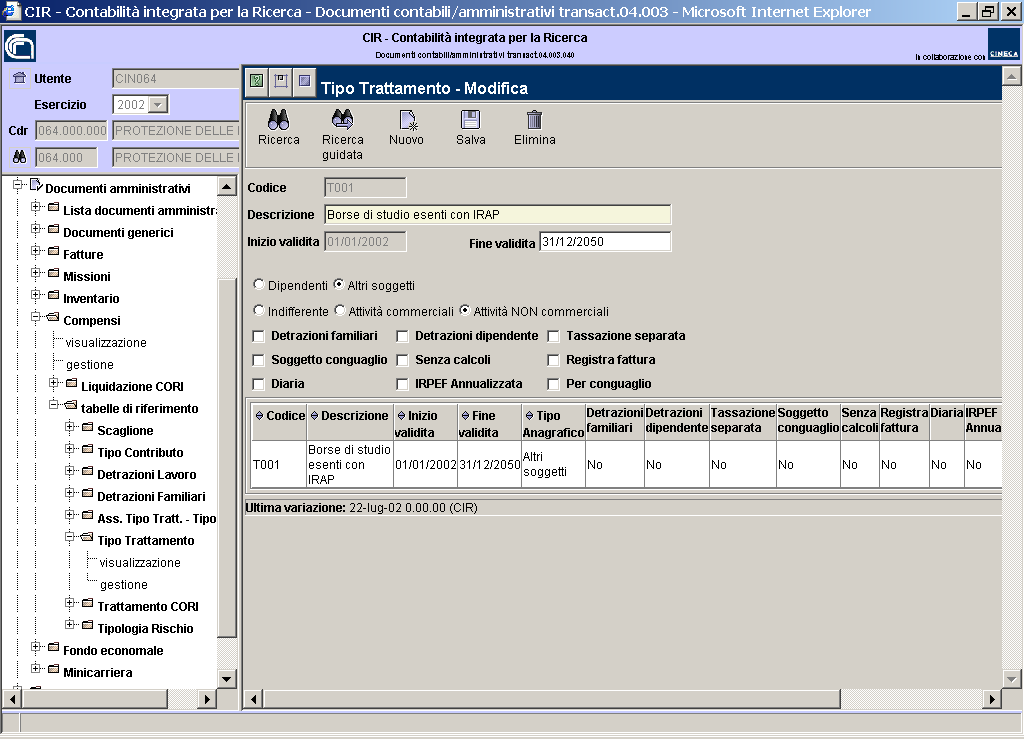 CIR - Contabilità integrata per la Ricerca - Documenti contabili/amministrativi transact.04.003 - Microsoft Internet Explorer
CIR - Contabilità integrata per la Ricerca
Documenti contabili/amministrativi transact.04.003.040
In collaborazione con CINECA
Utente CIN064
Esercizio 2002
Cdr 064.000.000 PROTEZIONE DELLE
064.000 PROTEZIONE DELLE
Documenti amministrativi
Lista documenti amministra
Documenti generici
Fatture
Missioni
Inventario
Compensi
visualizzazione
gestione
Liquidazione CORI
tabelle di riferimento
Scaglione
Tipo Contributo
Detrazioni Lavoro
Detrazioni Familiari
Ass. Tipo Tratt. - Tipo
Tipo Trattamento
visualizzazione
gestione
Trattamento CORI
Tipologia Rischio
Fondo economale
Minicarriera
Tipo Trattamento - Modifica
Ricerca
Ricerca guidata
Nuovo
Salva
Elimina
Codice T001
Descrizione Borse di studio esenti con IRAP
Inizio validita 01/01/2002 Fine validita 31/12/2050
Dipendenti Altri soggetti
Indifferente Attività commerciali Attività NON commerciali
Detrazioni familiari Detrazioni dipendente Tassazione separata
Soggetto conguaglio Senza calcoli Registra fattura
Diaria IRPEF Annualizzata Per conguaglio
Codice Descrizione Inizio validita Fine validita Tipo Anagrafico Detrazioni familiari Detrazioni dipendente Tassazione separata Soggetto conguaglio Senza calcoli Registra fattura Diaria IRPEF Annua
T001 Borse di studio esenti con IRAP 01/01/2002 31/12/2050 Altri soggetti No No No No No No No No
Ultima variazione: 22-lug-02 0.00.00 (CIR)